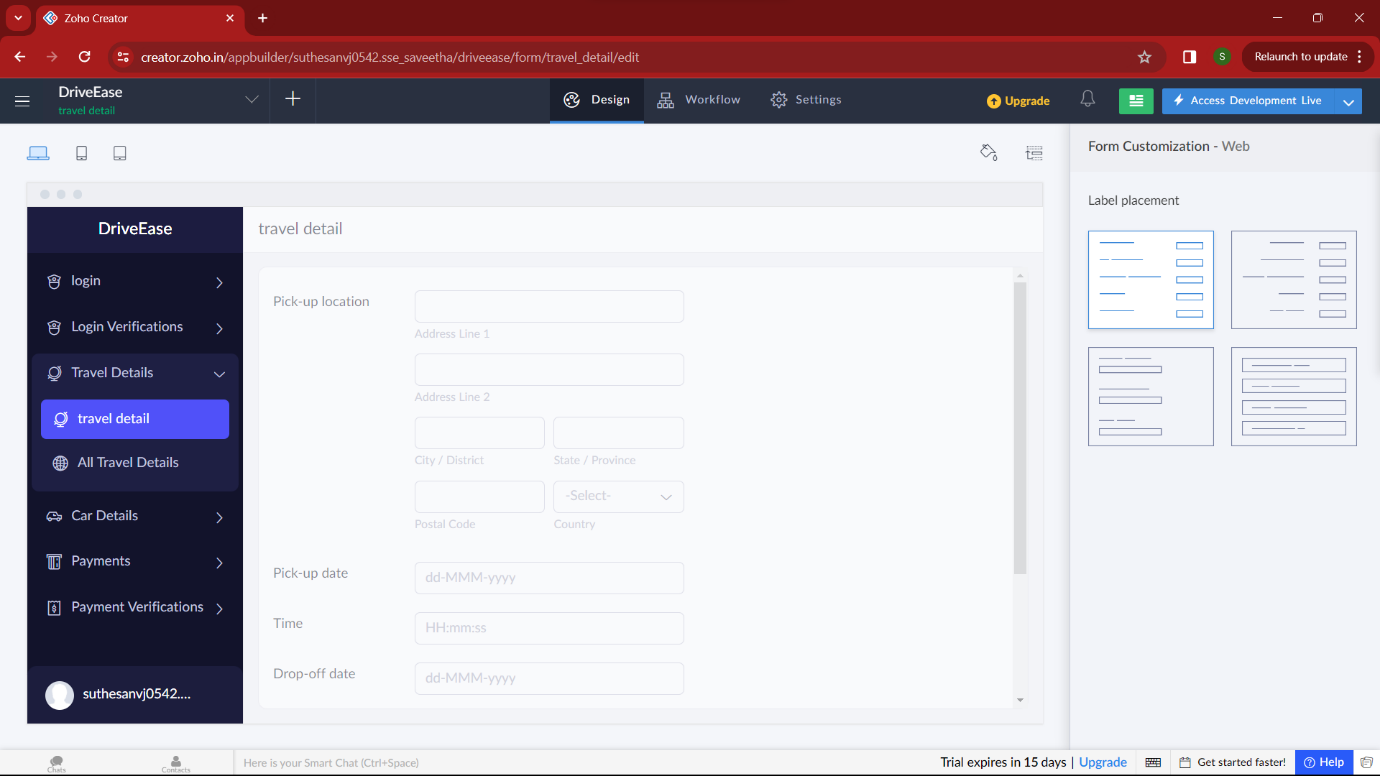 Zoho Creator
creator.zoho.in/appbuilder/suthesanvj0542.sse_saveetha/driveease/form/travel_detail/edit
S
Relaunch to update
DriveEase
travel detail
Design
Workflow
Settings
Upgrade
Access Development Live
Form Customization - Web
Label placement
DriveEase
login
Login Verifications
Travel Details
travel detail
All Travel Details
Car Details
Payments
Payment Verifications
suthesanvj0542....
travel detail
Pick-up location
Address Line 1
Address Line 2
City / District
State / Province
-Select-
Postal Code
Country
Pick-up date
dd-MMM-yyyy
Time
HH:mm:ss
Drop-off date
dd-MMM-yyyy
Chats
Contacts
Here is your Smart Chat (Ctrl+Space)
Trial expires in 15 days | Upgrade
Get started faster!
Help